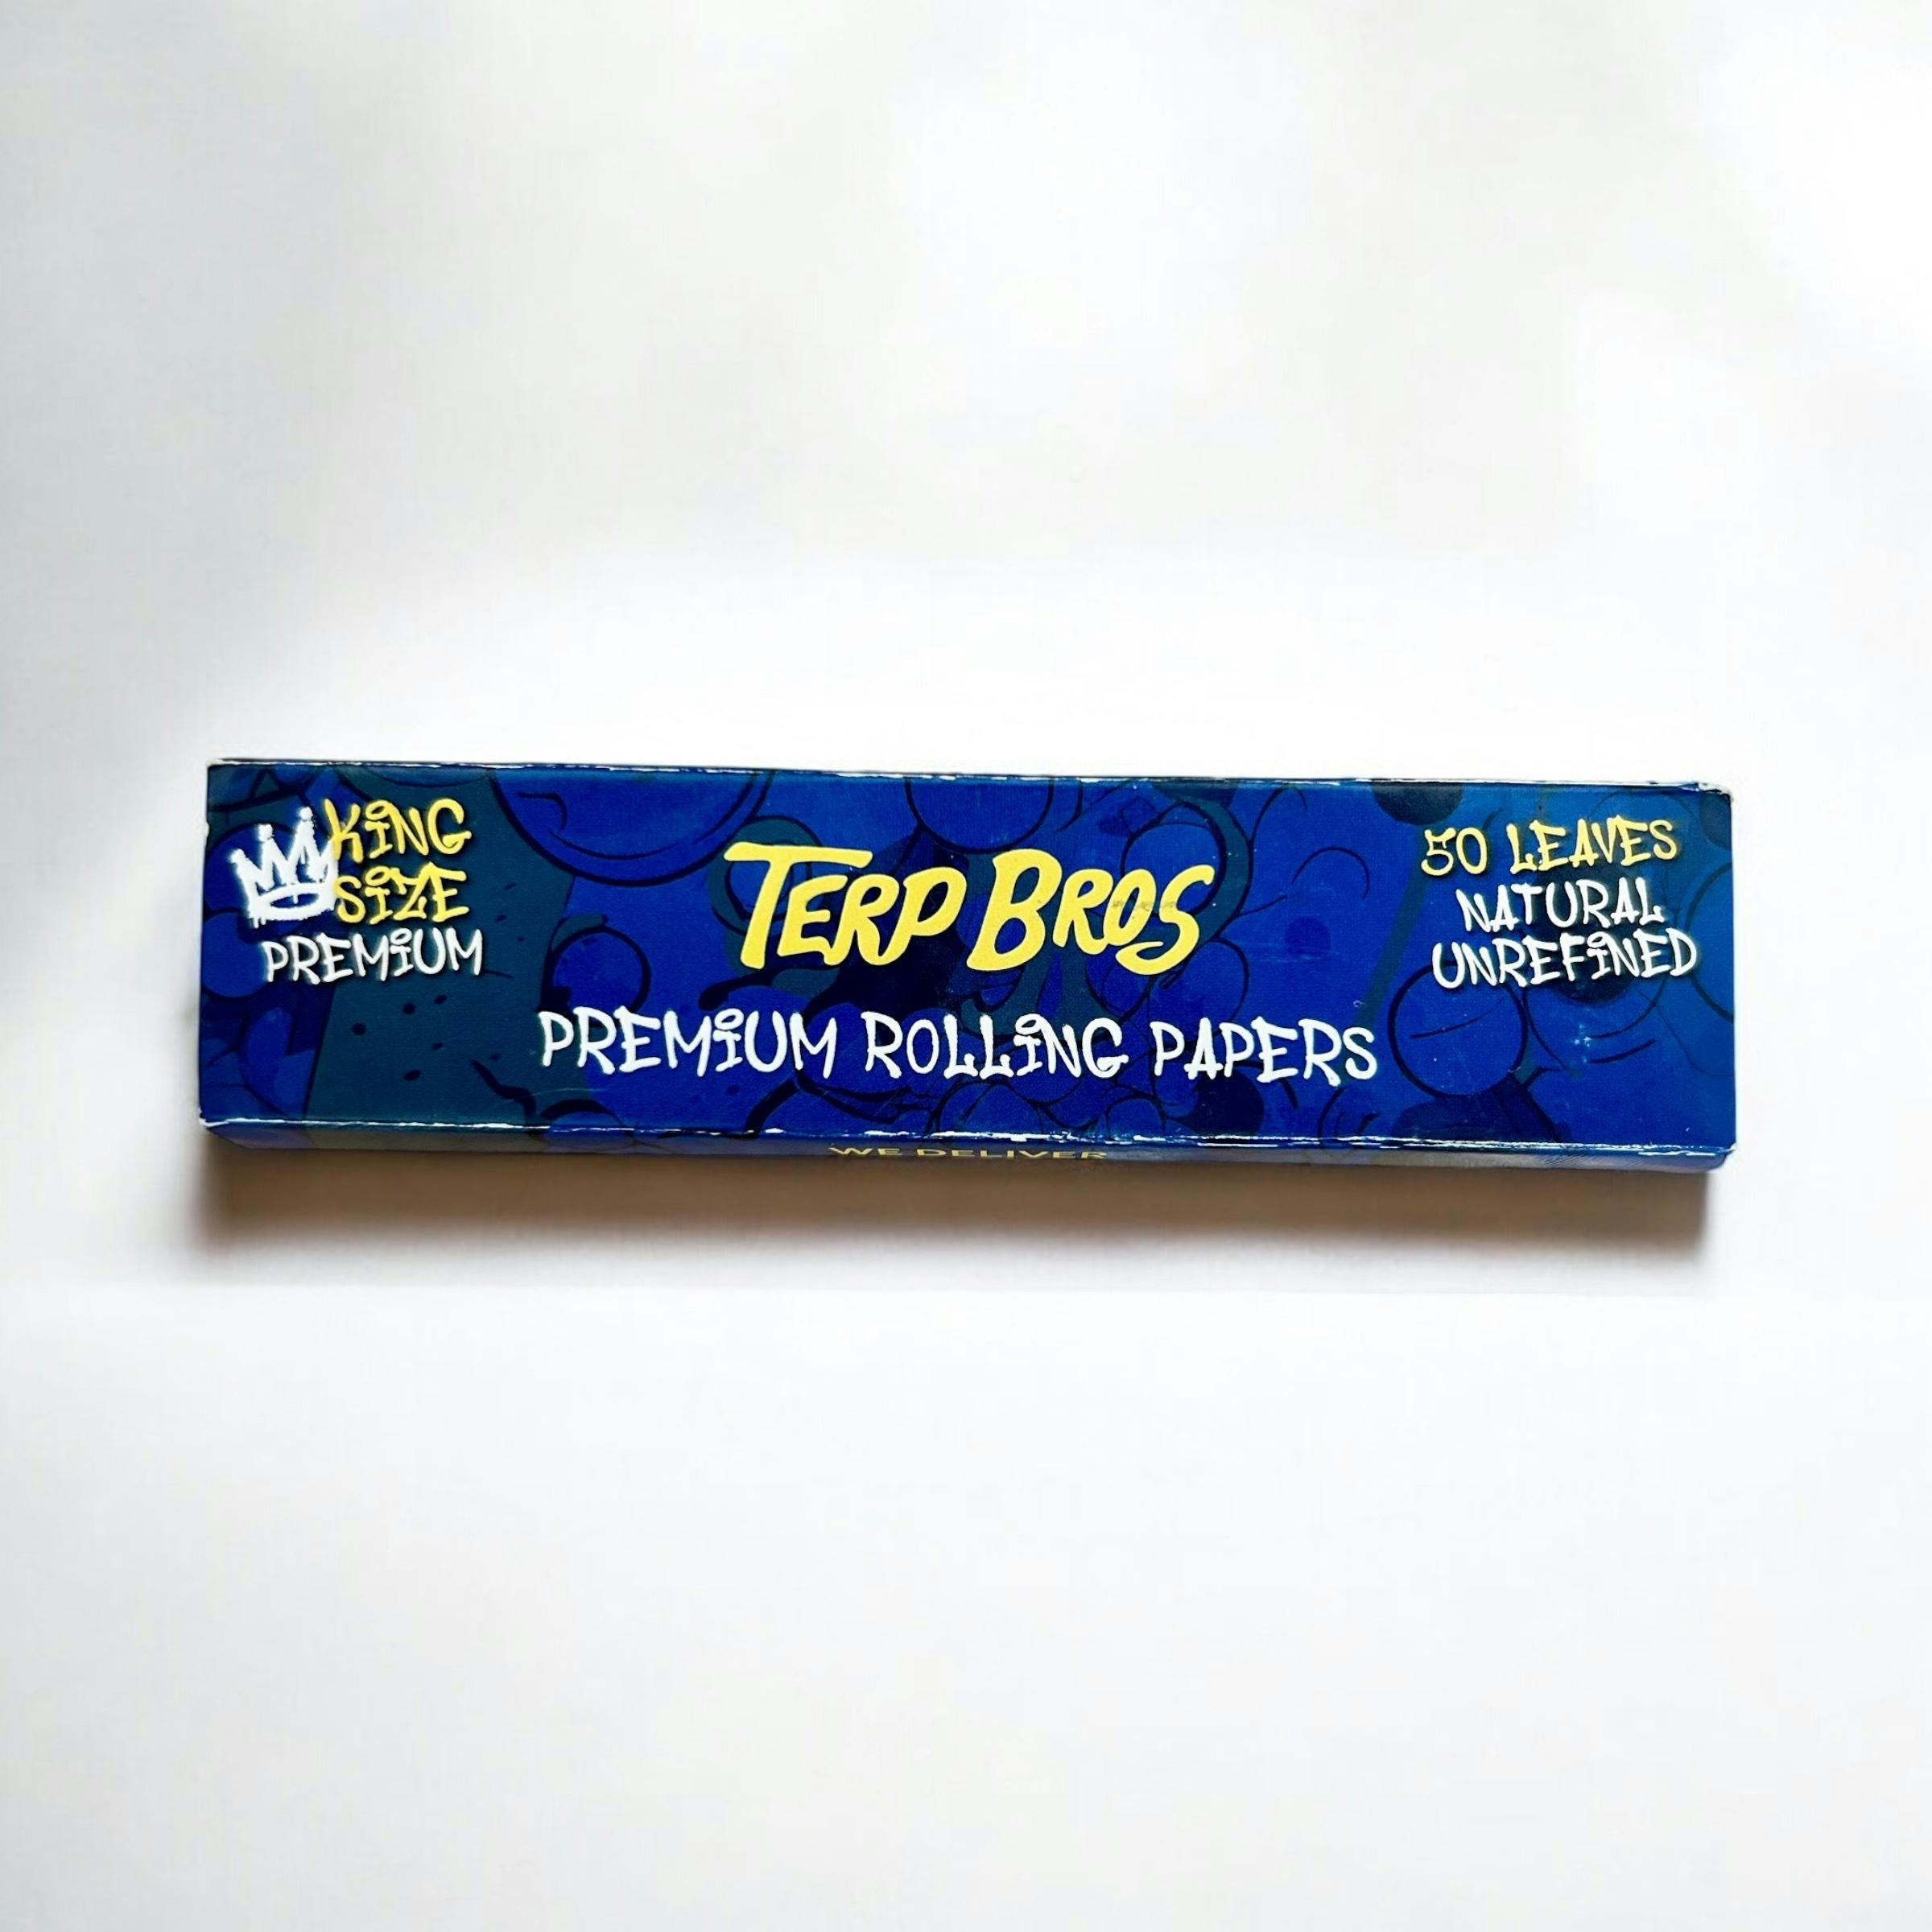 KING
SIZE
PREMIUM
TERP BROS
PREMIUM ROLLING PAPERS
50 LEAVES
NATURAL
UNREFINED
WE DELIVER